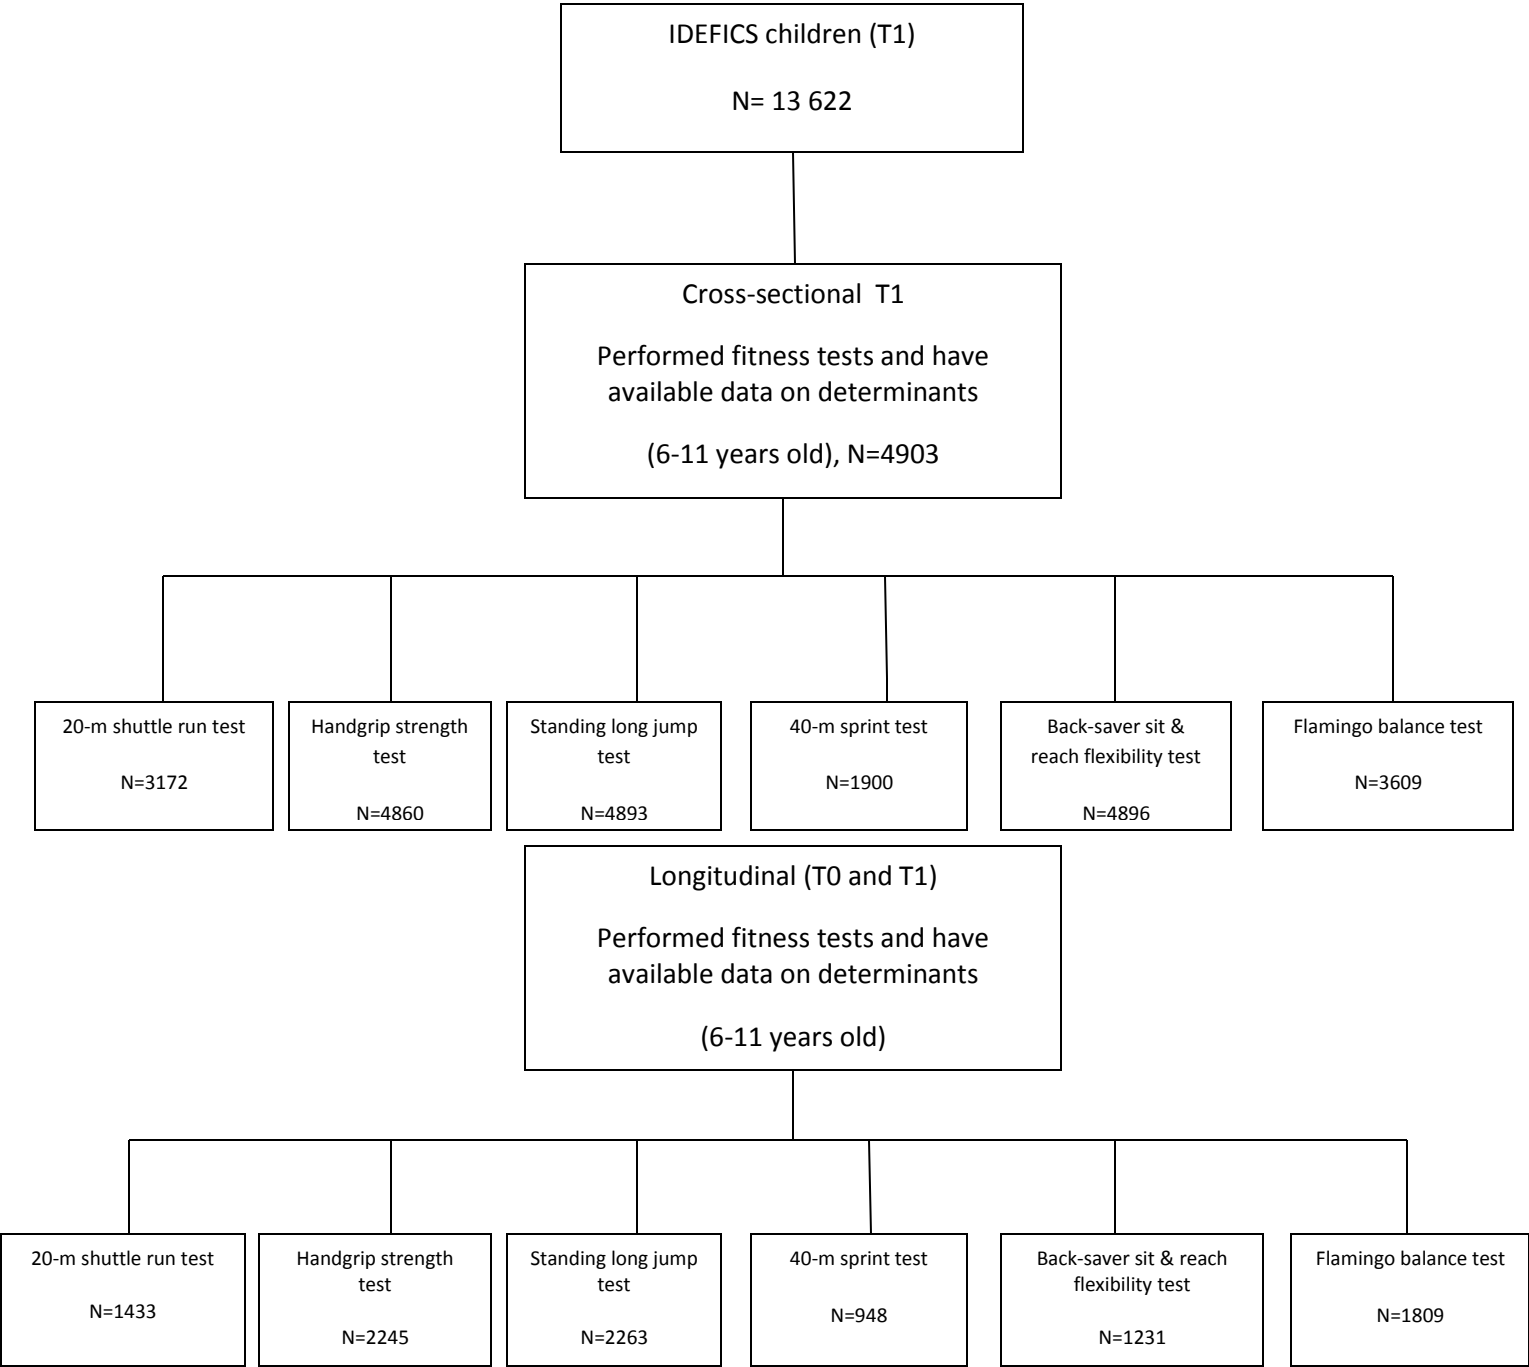 IDEFICS children (T1)
N= 13 622
Cross-sectional  T1
Performed fitness tests and have
available data on determinants
(6-11 years old), N=4903
20-m shuttle run test
N=3172
Handgrip strength
test
N=4860
Standing long jump
test
N=4893
40-m sprint test
N=1900
Back-saver sit &
reach flexibility test
N=4896
Flamingo balance test
N=3609
Longitudinal (T0 and T1)
Performed fitness tests and have
available data on determinants
(6-11 years old)
20-m shuttle run test
N=1433
Handgrip strength
test
N=2245
Standing long jump
test
N=2263
40-m sprint test
N=948
Back-saver sit & reach
flexibility test
N=1231
Flamingo balance test
N=1809